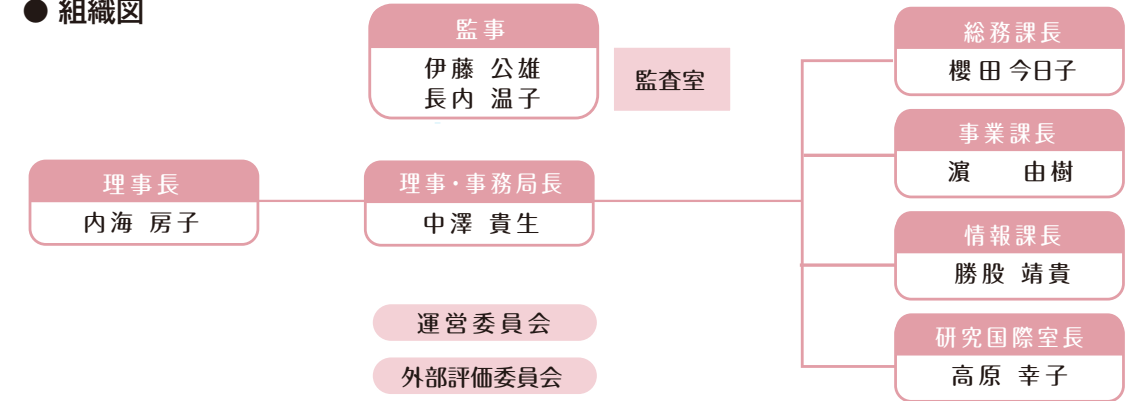 ● 組織図
監事
伊藤 公雄
長内 温子
監査室
理事長
内海 房子
理事・事務局長
中澤 貴生
運営委員会
外部評価委員会
総務課長
櫻田 今日子
事業課長
濵 由樹
情報課長
勝股 靖貴
研究国際室長
高原 幸子